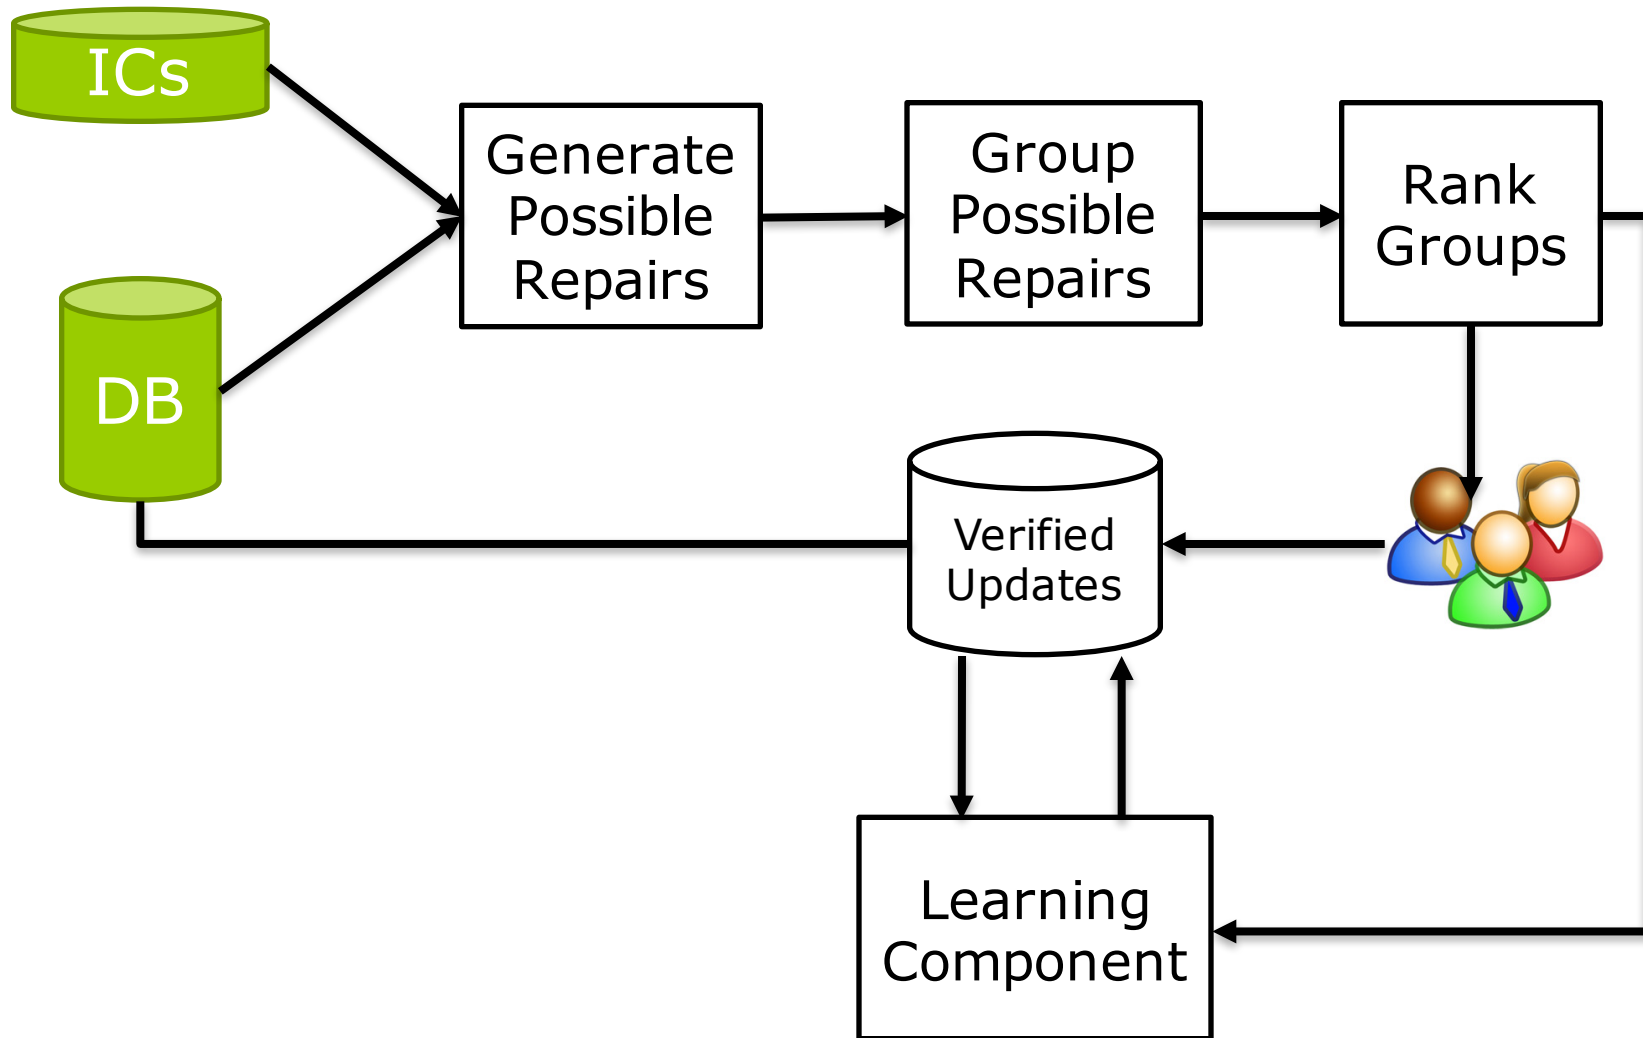 ICs
Generate
Possible
Repairs
Group
Possible
Repairs
Rank
Groups
DB
Verified
Updates
Learning
Component